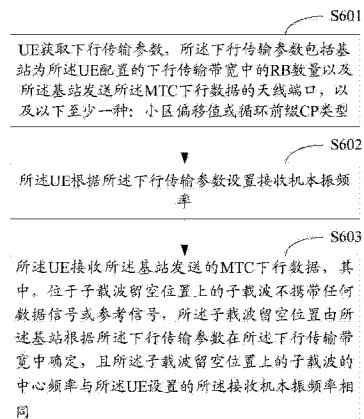 S601
UE获取下行传输参数，所述下行传输参数包括基
站为所述UE配置的下行传输带宽中的RB数量以及
所述基站发送所述MTC下行数据的天线端口，以
及以下至少一种：小区偏移值或循环前缀CP类型
S602
所述UE根据所述下行传输参数设置接收机本振频
率
S603
所述UE接收所述基站发送的MTC下行数据，其
中，位于子载波留空位置上的子载波不携带任何
数据信号或参考信号，所述子载波留空位置由所
述基站根据所述下行传输参数在所述下行传输带
宽中确定，且所述子载波留空位置上的子载波的
中心频率与所述UE设置的所述接收机本振频率相
同